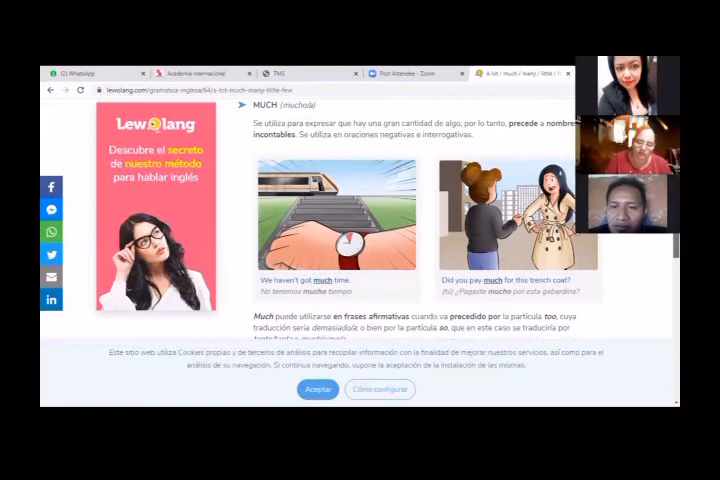 (2) WhatsApp
Academia Internacional
TMS
Post Attendee - Zoom
A lot / much / many / little / f
lewolang.com/gramatica-inglesa/64/a-lot-much-many-little-few
Lewolang
Descubre el secreto
de nuestro método
para hablar inglés
MUCH (mucho/a)
Se utiliza para expresar que hay una gran cantidad de algo, por lo tanto, precede a nombre
incontables. Se utiliza en oraciones negativas e interrogativas.
We haven't got much time.
No tenemos mucho tiempo.
Did you pay much for this trench coat?
(tú) ¿Pagaste mucho por esta gabardina?
Much puede utilizarse en frases afirmativas cuando va precedido por la partícula too, cuya
traducción sería demasiado/a; o bien por la partícula so, que en este caso se traduciría por
Este sitio web utiliza Cookies propias y de terceros de análisis para recopilar información con la finalidad de mejorar nuestros servicios, así como para el
análisis de su navegación. Si continua navegando, supone la aceptación de la instalación de las mismas.
Aceptar
Cómo configurar